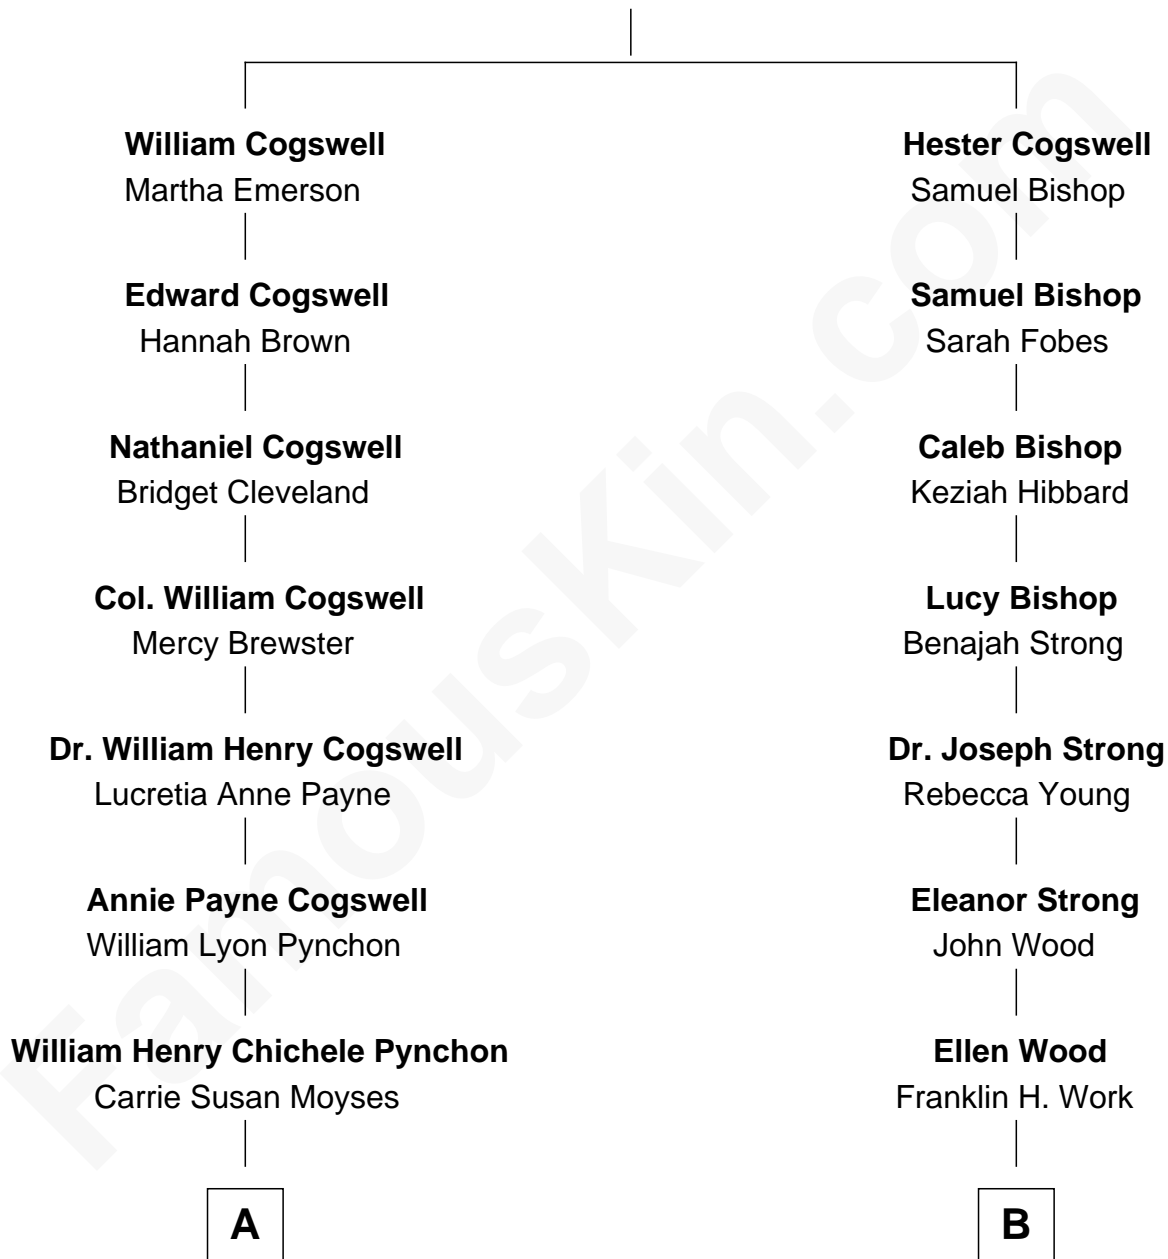 William Cogswell
Martha Emerson
Edward Cogswell
Hannah Brown
Nathaniel Cogswell
Bridget Cleveland
Col. William Cogswell
Mercy Brewster
Dr. William Henry Cogswell
Lucretia Anne Payne
Annie Payne Cogswell
William Lyon Pynchon
William Henry Chichele Pynchon
Carrie Susan Moyses
A
Hester Cogswell
Samuel Bishop
Samuel Bishop
Sarah Fobes
Caleb Bishop
Keziah Hibbard
Lucy Bishop
Benajah Strong
Dr. Joseph Strong
Rebecca Young
Eleanor Strong
John Wood
Ellen Wood
Franklin H. Work
B
FamousKin.com